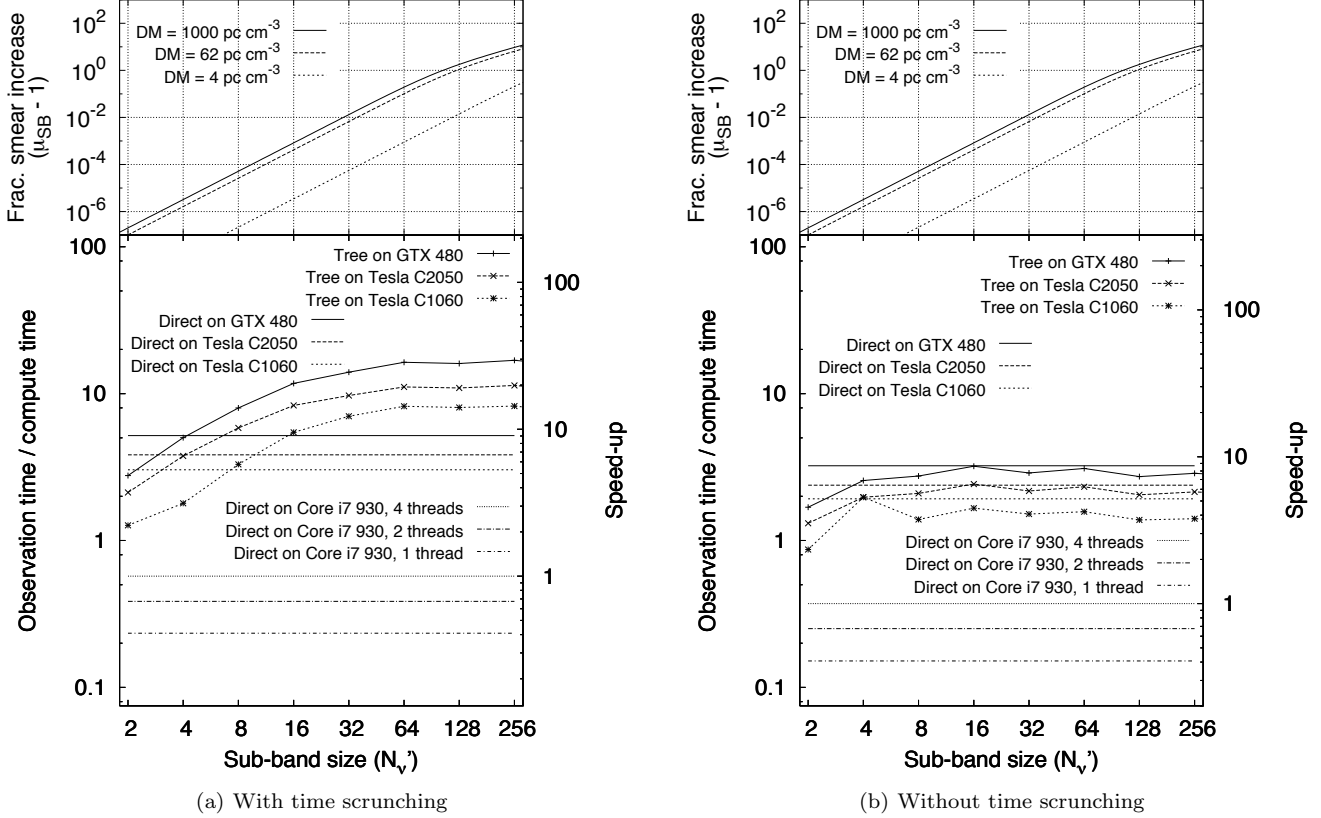 Frac. smear increase
(μSB - 1)
10^2
10^0
10^-2
10^-4
10^-6
DM = 1000 pc cm^-3
DM = 62 pc cm^-3
DM = 4 pc cm^-3
Observation time / compute time
100
10
1
0.1
Tree on GTX 480
Tree on Tesla C2050
Tree on Tesla C1060
Direct on GTX 480
Direct on Tesla C2050
Direct on Tesla C1060
Direct on Core i7 930, 4 threads
Direct on Core i7 930, 2 threads
Direct on Core i7 930, 1 thread
100
10
1
Speed-up
2 4 8 16 32 64 128 256
Sub-band size (Nν')
(a) With time scrunching
Frac. smear increase
(μSB - 1)
10^2
10^0
10^-2
10^-4
10^-6
DM = 1000 pc cm^-3
DM = 62 pc cm^-3
DM = 4 pc cm^-3
Observation time / compute time
100
10
1
0.1
Tree on GTX 480
Tree on Tesla C2050
Tree on Tesla C1060
Direct on GTX 480
Direct on Tesla C2050
Direct on Tesla C1060
Direct on Core i7 930, 4 threads
Direct on Core i7 930, 2 threads
Direct on Core i7 930, 1 thread
100
10
1
Speed-up
2 4 8 16 32 64 128 256
Sub-band size (Nν')
(b) Without time scrunching